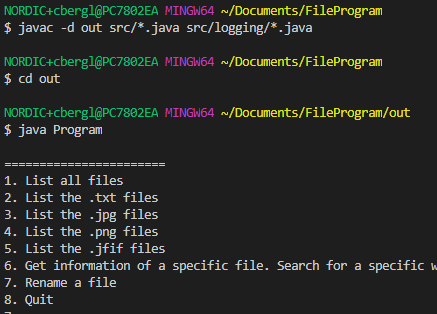 NORDIC+cbergl@PC7802EA MINGW64 ~/Documents/FileProgram
$ javac -d out src/*.java src/logging/*.java
NORDIC+cbergl@PC7802EA MINGW64 ~/Documents/FileProgram
$ cd out
NORDIC+cbergl@PC7802EA MINGW64 ~/Documents/FileProgram/out
$ java Program
=======================
1. List all files
2. List the .txt files
3. List the .jpg files
4. List the .png files
5. List the .jfif files
6. Get information of a specific file. Search for a specific w
7. Rename a file
8. Quit